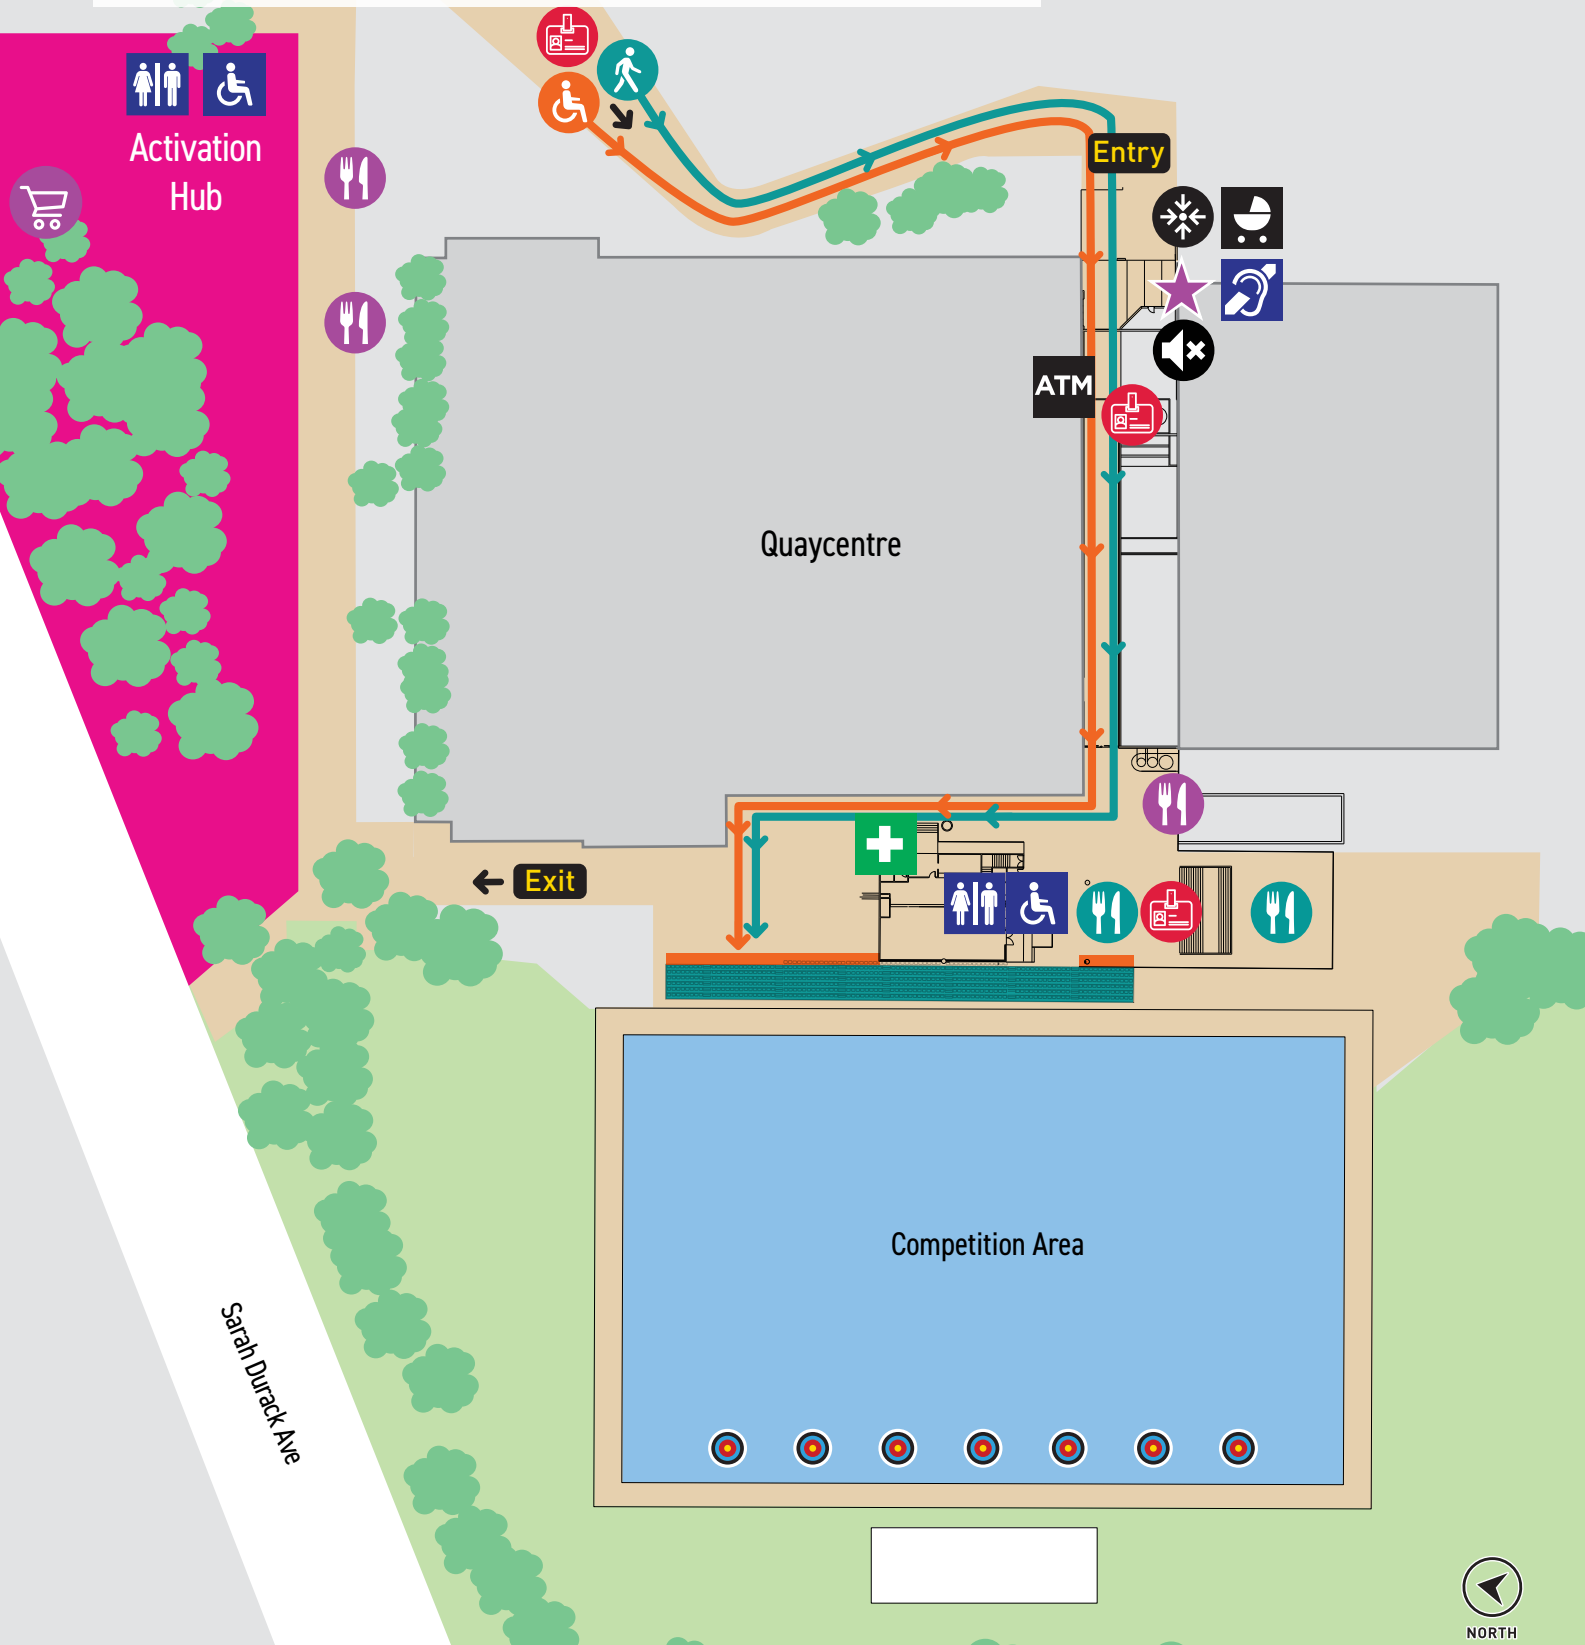 Activation
Hub
Entry
ATM
Quaycentre
Exit
Competition Area
Sarah Durack Ave
NORTH